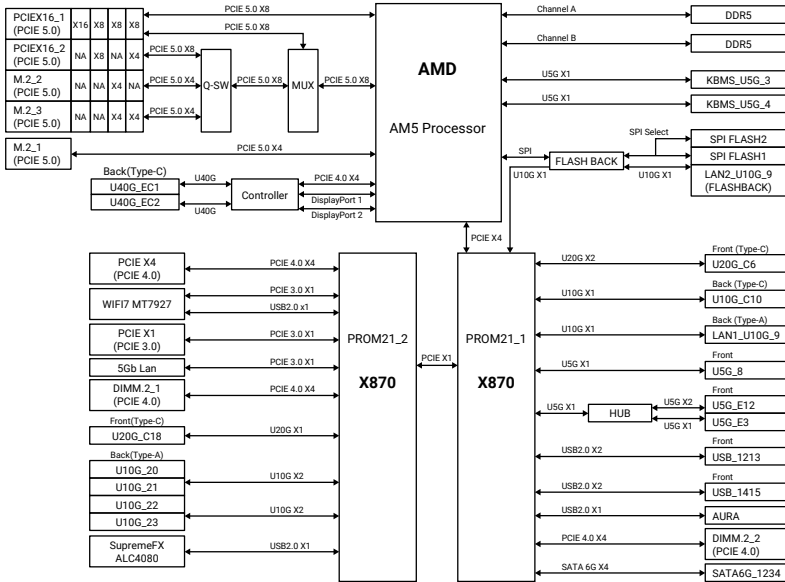 PCIEX16_1
(PCIE 5.0)
X16 X8 X8 X8
PCIEX16_2
(PCIE 5.0)
NA X8 NA X4
M.2_2
(PCIE 5.0)
NA NA X4 NA
M.2_3
(PCIE 5.0)
NA NA X4 X4
M.2_1
(PCIE 5.0)
PCIE 5.0 X8
PCIE 5.0 X8
PCIE 5.0 X8
PCIE 5.0 X4
PCIE 5.0 X4
Q-SW
PCIE 5.0 X8
MUX
PCIE 5.0 X8
PCIE 5.0 X4
Back(Type-C)
U40G_EC1
U40G_EC2
U40G
U40G
Controller
PCIE 4.0 X4
DisplayPort 1
DisplayPort 2
AMD
AM5 Processor
Channel A
DDR5
Channel B
DDR5
U5G X1
KBMS_U5G_3
U5G X1
KBMS_U5G_4
SPI
FLASH BACK
SPI Select
SPI FLASH2
SPI FLASH1
U10G X1
U10G X1
LAN2_U10G_9
(FLASHBACK)
PCIE X4
PCIE X4
(PCIE 4.0)
PCIE 4.0 X4
WIFI7 MT7927
PCIE 3.0 X1
USB2.0 x1
PCIE X1
(PCIE 3.0)
PCIE 3.0 X1
5Gb Lan
PCIE 3.0 X1
DIMM.2_1
(PCIE 4.0)
PCIE 4.0 X4
Front(Type-C)
U20G_C18
U20G X1
Back(Type-A)
U10G_20
U10G_21
U10G_22
U10G_23
U10G X2
U10G X2
SupremeFX
ALC4080
USB2.0 X1
PROM21_2
X870
PCIE X1
PROM21_1
X870
U20G X2
Front (Type-C)
U20G_C6
U10G X1
Back (Type-C)
U10G_C10
U10G X1
Back (Type-A)
LAN1_U10G_9
U5G X1
Front
U5G_8
U5G X1
HUB
U5G X2
U5G X1
Front
U5G_E12
U5G_E3
USB2.0 X2
Front
USB_1213
USB2.0 X2
Front
USB_1415
USB2.0 X1
AURA
PCIE 4.0 X4
DIMM.2_2
(PCIE 4.0)
SATA 6G X4
SATA6G_1234